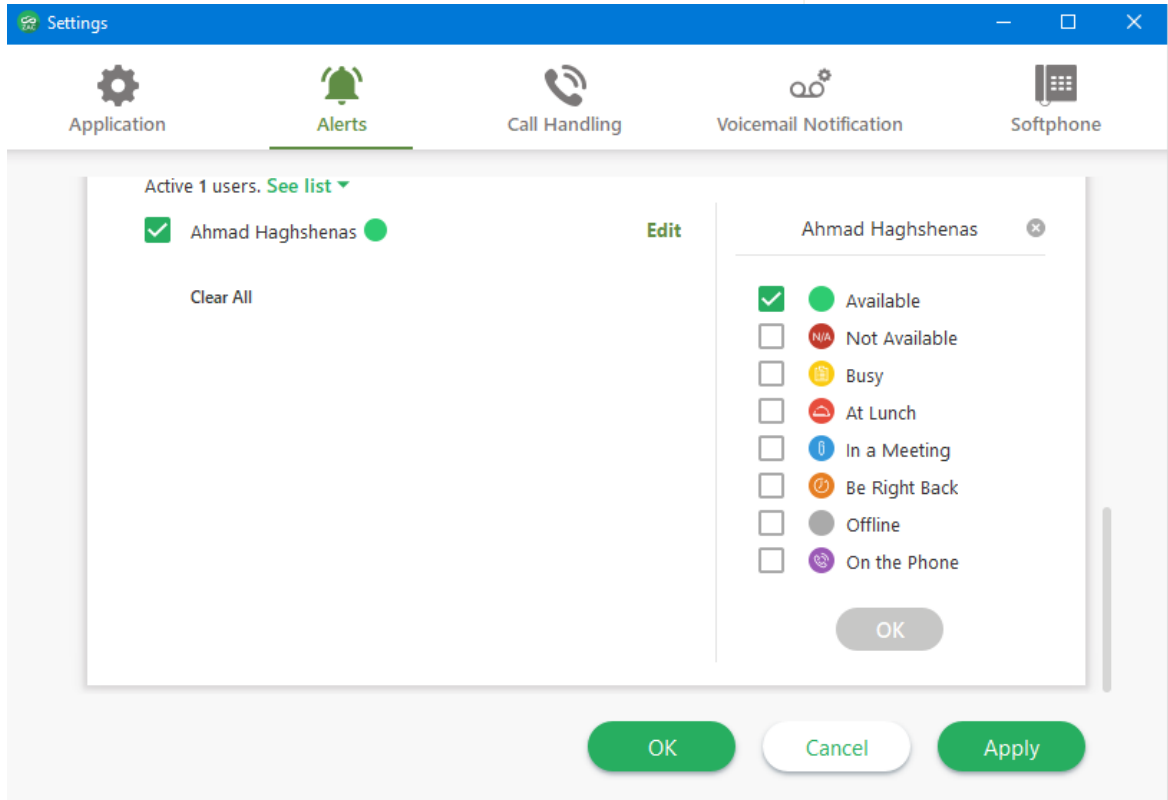 ZAC Settings
Application
Alerts
Call Handling
Voicemail Notification
Softphone
Active 1 users. See list
Ahmad Haghshenas
Edit
Clear All
Ahmad Haghshenas
Available
N/A Not Available
Busy
At Lunch
In a Meeting
Be Right Back
Offline
On the Phone
OK
OK
Cancel
Apply